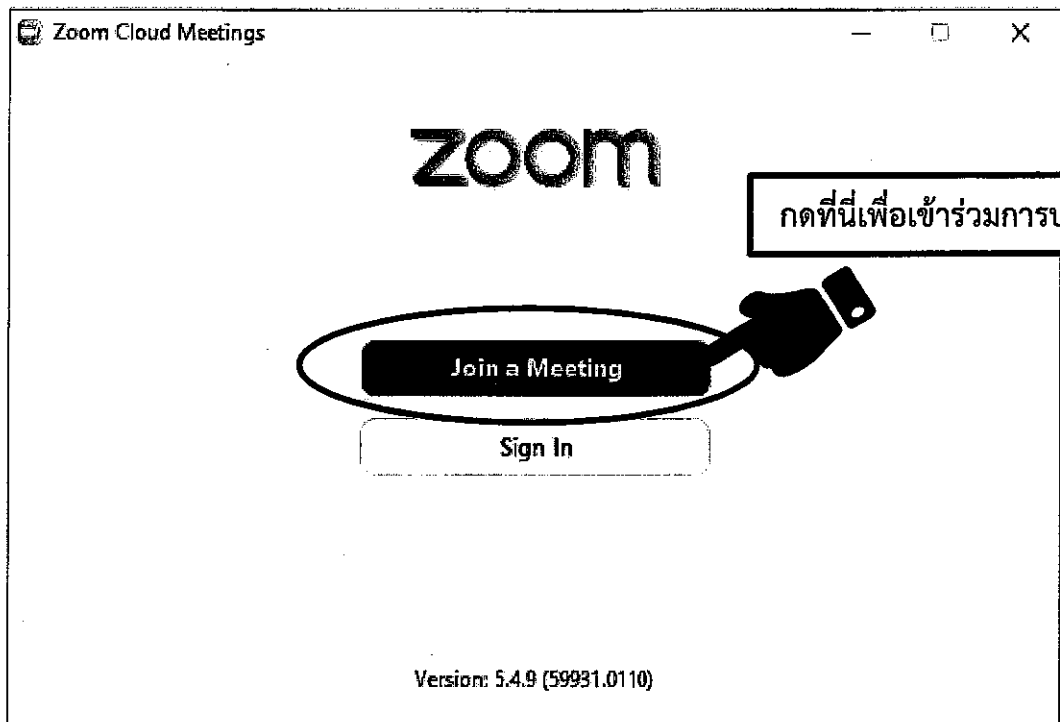 Zoom Cloud Meetings
zoom
กดที่นี่เพื่อเข้าร่วมการ
Join a Meeting
Sign In
Version: 5.4.9 (59931.0110)